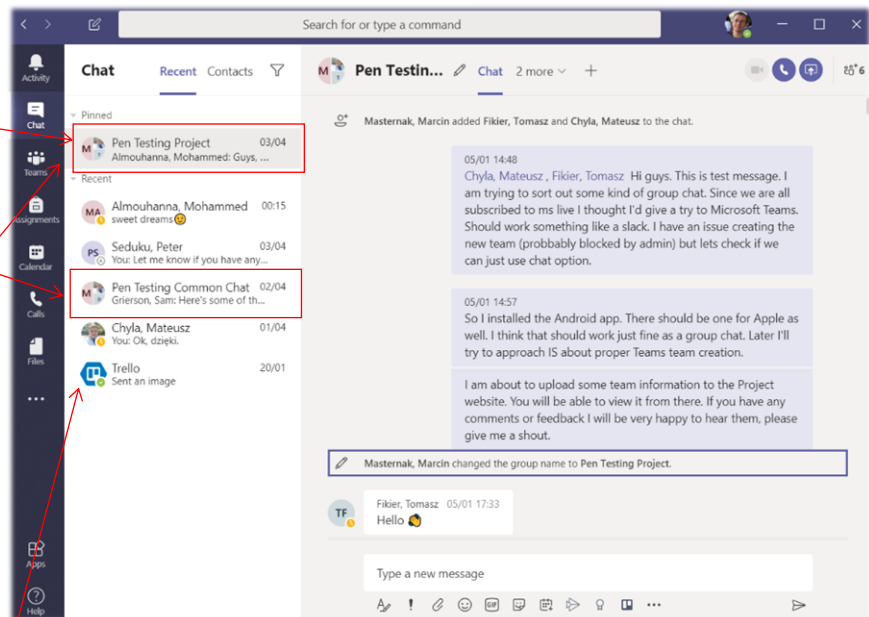 Search for or type a command
Activity
Chat
Teams
Assignments
Calendar
Calls
Files
Apps
Help
Chat
Recent
Contacts
Pinned
Pen Testing Project 03/04
Almouhanna, Mohammed: Guys, ...
Recent
Almouhanna, Mohammed 00:15
MA
sweet dreams
Seduku, Peter 03/04
PS
You: Let me know if you have any...
Pen Testing Common Chat 02/04
Grierson, Sam: Here's some of th...
Chyla, Mateusz 01/04
You: Ok, dzięki.
Trello 20/01
Sent an image
M
Pen Testin...
Chat
2 more
6
Masternak, Marcin added Fikier, Tomasz and Chyla, Mateusz to the chat.
05/01 14:48
Chyla, Mateusz , Fikier, Tomasz Hi guys. This is test message. I
am trying to sort out some kind of group chat. Since we are all
subscribed to ms live I thought I'd give a try to Microsoft Teams.
Should work something like a slack. I have an issue creating the
new team (probbably blocked by admin) but lets check if we
can just use chat option.
05/01 14:57
So I installed the Android app. There should be one for Apple as
well. I think that should work just fine as a group chat. Later I'll
try to approach IS about proper Teams team creation.
I am about to upload some team information to the Project
website. You will be able to view it from there. If you have any
comments or feedback I will be very happy to hear them, please
give me a shout.
Masternak, Marcin changed the group name to Pen Testing Project.
TF
Fikier, Tomasz 05/01 17:33
Hello
Type a new message
GIF